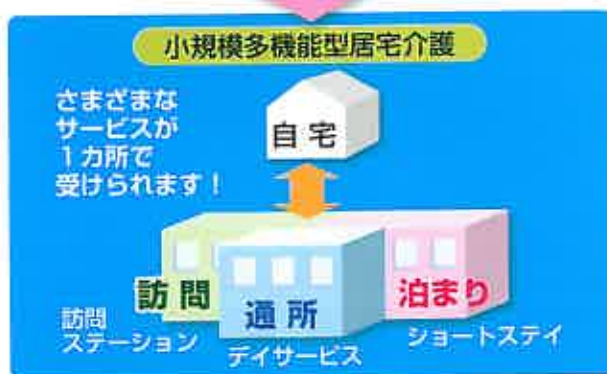 小規模多機能型居宅介護
さまざまな
サービスが
1カ所で
受けられます！
自宅
訪問
通所
泊まり
訪問
ステーション
デイサービス
ショートステイ